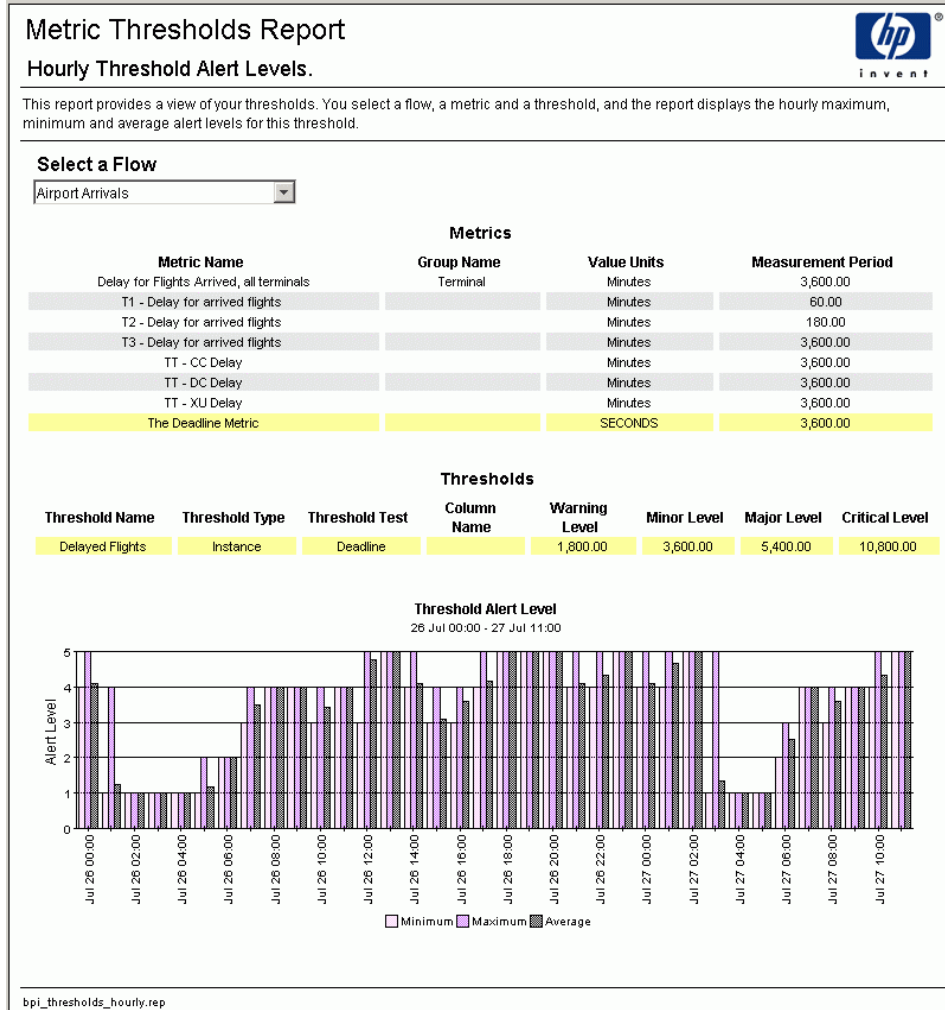 Metric Thresholds Report
Hourly Threshold Alert Levels.
hp
®
invent
This report provides a view of your thresholds. You select a flow, a metric and a threshold, and the report displays the hourly maximum,
minimum and average alert levels for this threshold.
Select a Flow
Airport Arrivals
Metrics
Metric Name Group Name Value Units Measurement Period
Delay for Flights Arrived, all terminals Terminal Minutes 3,600.00
T1 - Delay for arrived flights Minutes 60.00
T2 - Delay for arrived flights Minutes 180.00
T3 - Delay for arrived flights Minutes 3,600.00
TT - CC Delay Minutes 3,600.00
TT - DC Delay Minutes 3,600.00
TT - XU Delay Minutes 3,600.00
The Deadline Metric SECONDS 3,600.00
Thresholds
Threshold Name Threshold Type Threshold Test Column Name Warning Level Minor Level Major Level Critical Level
Delayed Flights Instance Deadline 1,800.00 3,600.00 5,400.00 10,800.00
Threshold Alert Level
26 Jul 00:00 - 27 Jul 11:00
Alert Level
5
4
3
2
1
0
Jul 26 00:00
Jul 26 02:00
Jul 26 04:00
Jul 26 06:00
Jul 26 08:00
Jul 26 10:00
Jul 26 12:00
Jul 26 14:00
Jul 26 16:00
Jul 26 18:00
Jul 26 20:00
Jul 26 22:00
Jul 27 00:00
Jul 27 02:00
Jul 27 04:00
Jul 27 06:00
Jul 27 08:00
Jul 27 10:00
Minimum Maximum Average
bpi_thresholds_hourly.rep